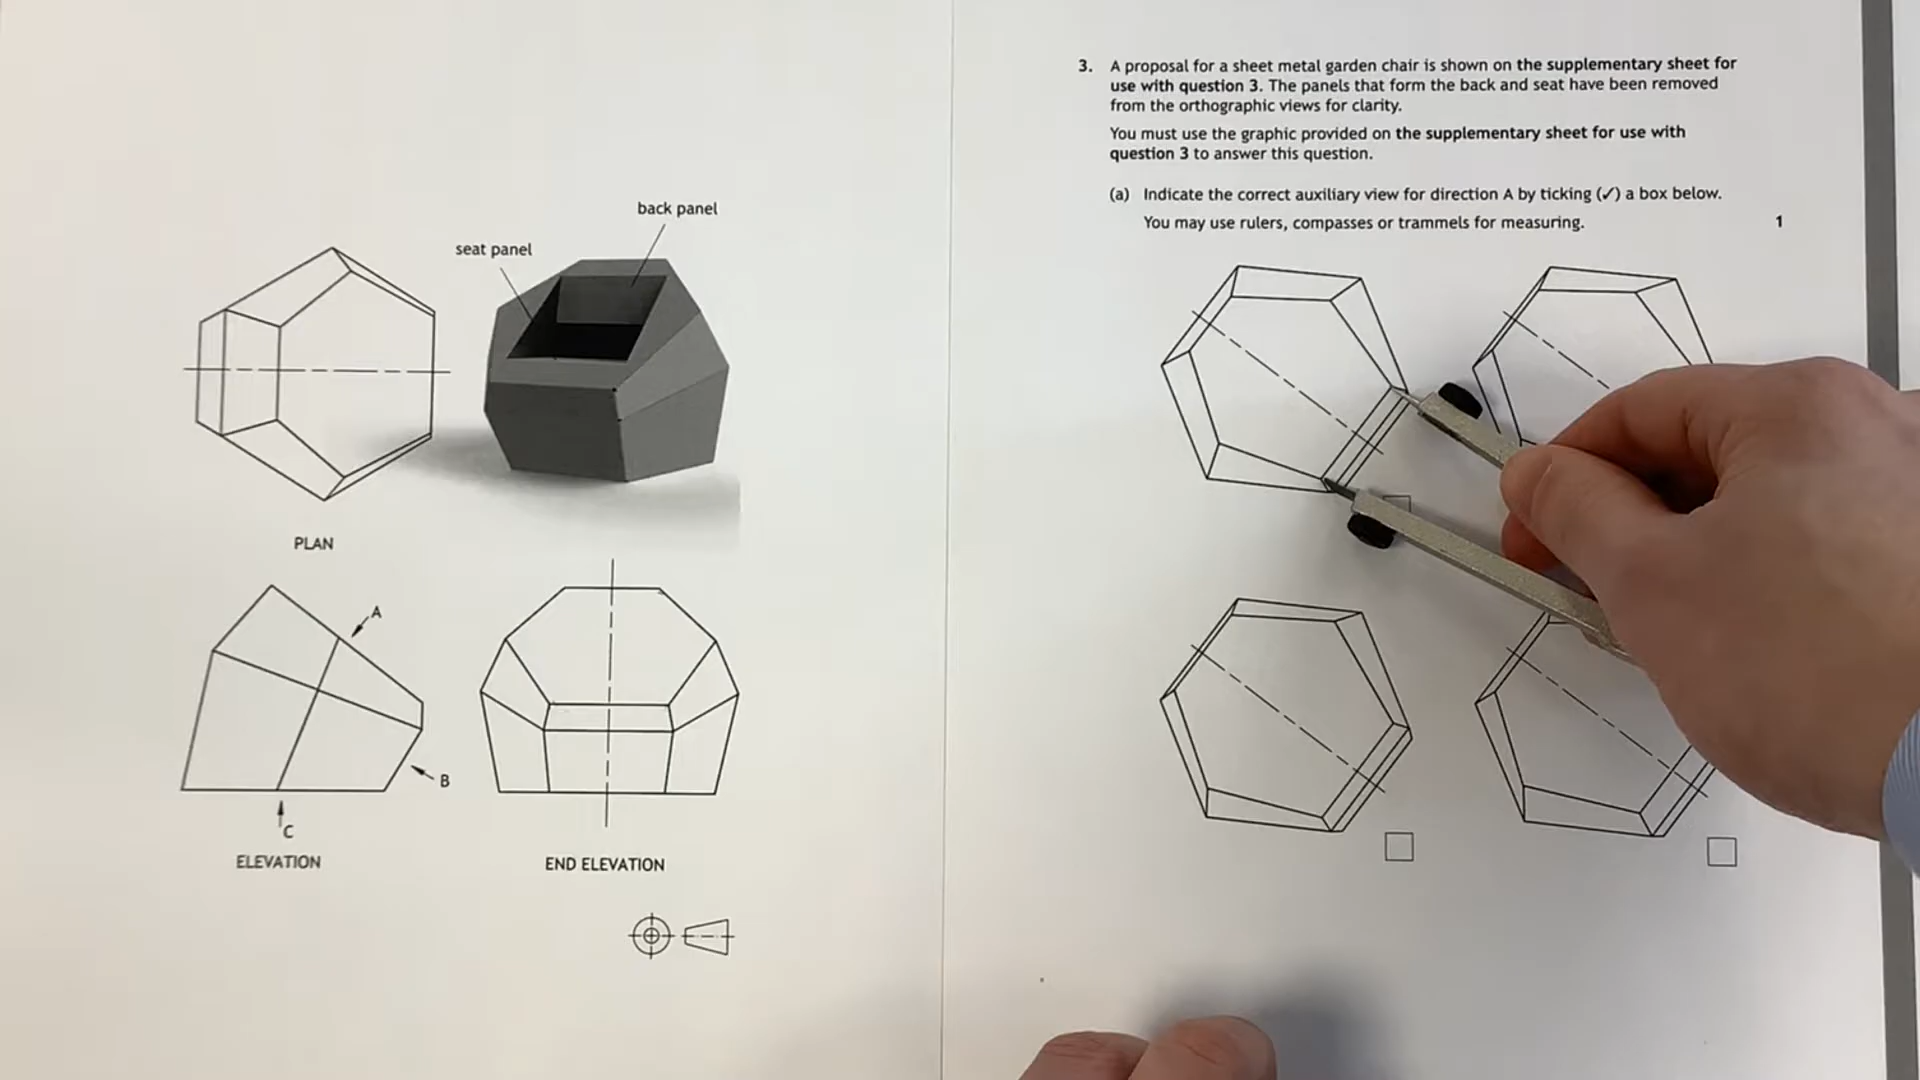 back panel
seat panel
PLAN
A
B
C
ELEVATION
END ELEVATION
3. A proposal for a sheet metal garden chair is shown on the supplementary sheet for
use with question 3. The panels that form the back and seat have been removed
from the orthographic views for clarity.
You must use the graphic provided on the supplementary sheet for use with
question 3 to answer this question.
(a) Indicate the correct auxiliary view for direction A by ticking (✓) a box below.
You may use rulers, compasses or trammels for measuring.
1